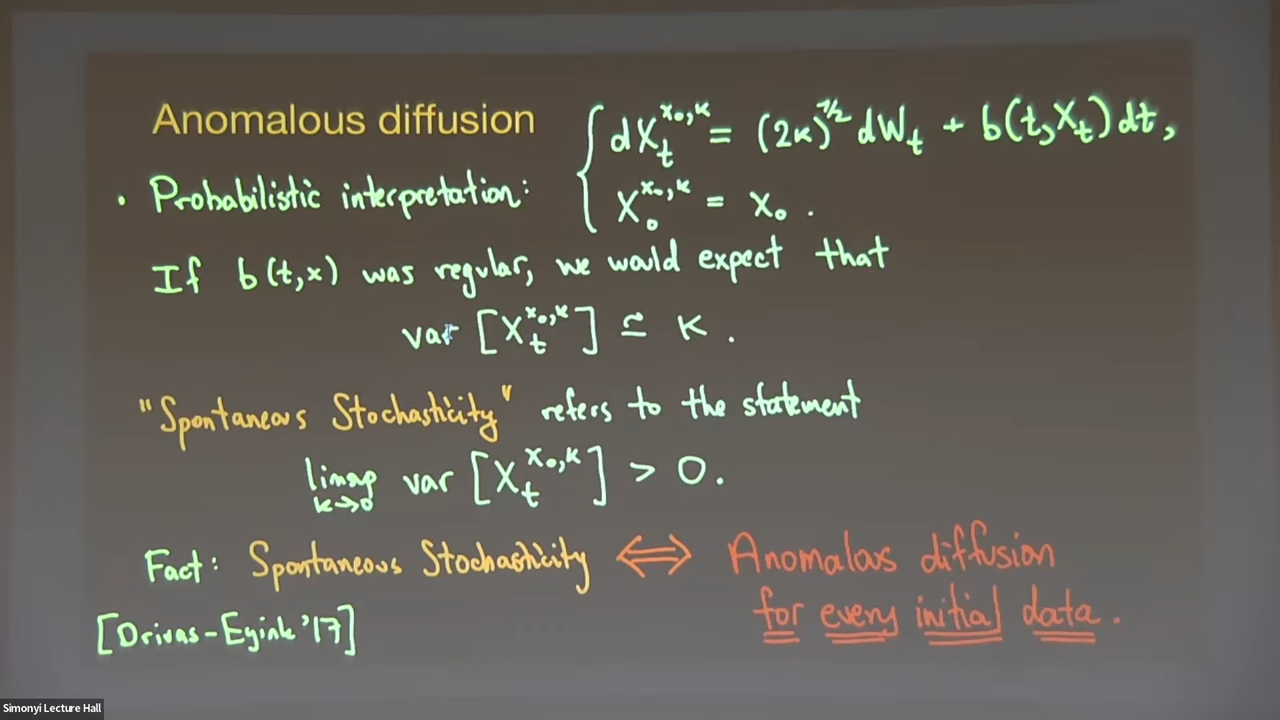 Anomalous diffusion
{ dX_t^{x₀,κ} = (2κ)^{1/2} dW_t + b(t,X_t)dt,
• Probabilistic interpretation:
X_0^{x₀,κ} = x₀ .
If b(t,x) was regular, we would expect that
var [X_t^{x₀,κ}] ≃ κ .
"Spontaneous Stochasticity" refers to the statement
limsup_{κ→0} var [X_t^{x₀,κ}] > 0.
Fact: Spontaneous Stochasticity ⟺ Anomalous diffusion
for every initial data.
[Drivas-Eyink '17]
Simonyi Lecture Hall